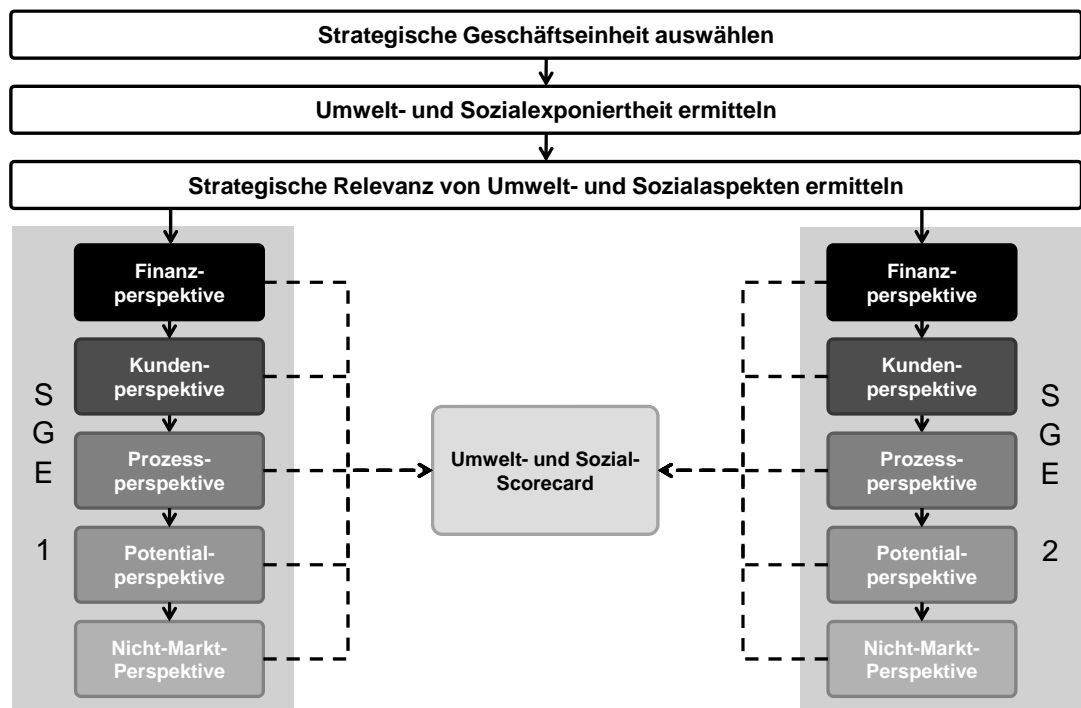 Strategische Geschäftseinheit auswählen
Umwelt- und Sozialexponiertheit ermitteln
Strategische Relevanz von Umwelt- und Sozialaspekten ermitteln
S
G
E
1
Finanz-
perspektive
Kunden-
perspektive
Prozess-
perspektive
Potential-
perspektive
Nicht-Markt-
Perspektive
Umwelt- und Sozial-
Scorecard
Finanz-
perspektive
Kunden-
perspektive
Prozess-
perspektive
Potential-
perspektive
Nicht-Markt-
Perspektive
S
G
E
2